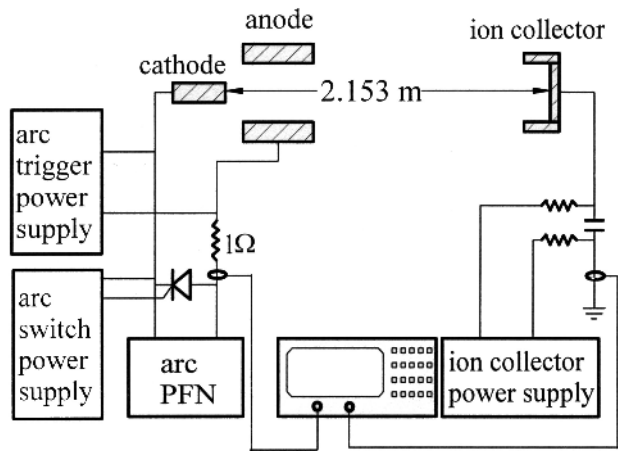 anode
ion collector
cathode
2.153 m
arc
trigger
power
supply
1Ω
arc
switch
power
supply
arc
PFN
ion collector
power supply